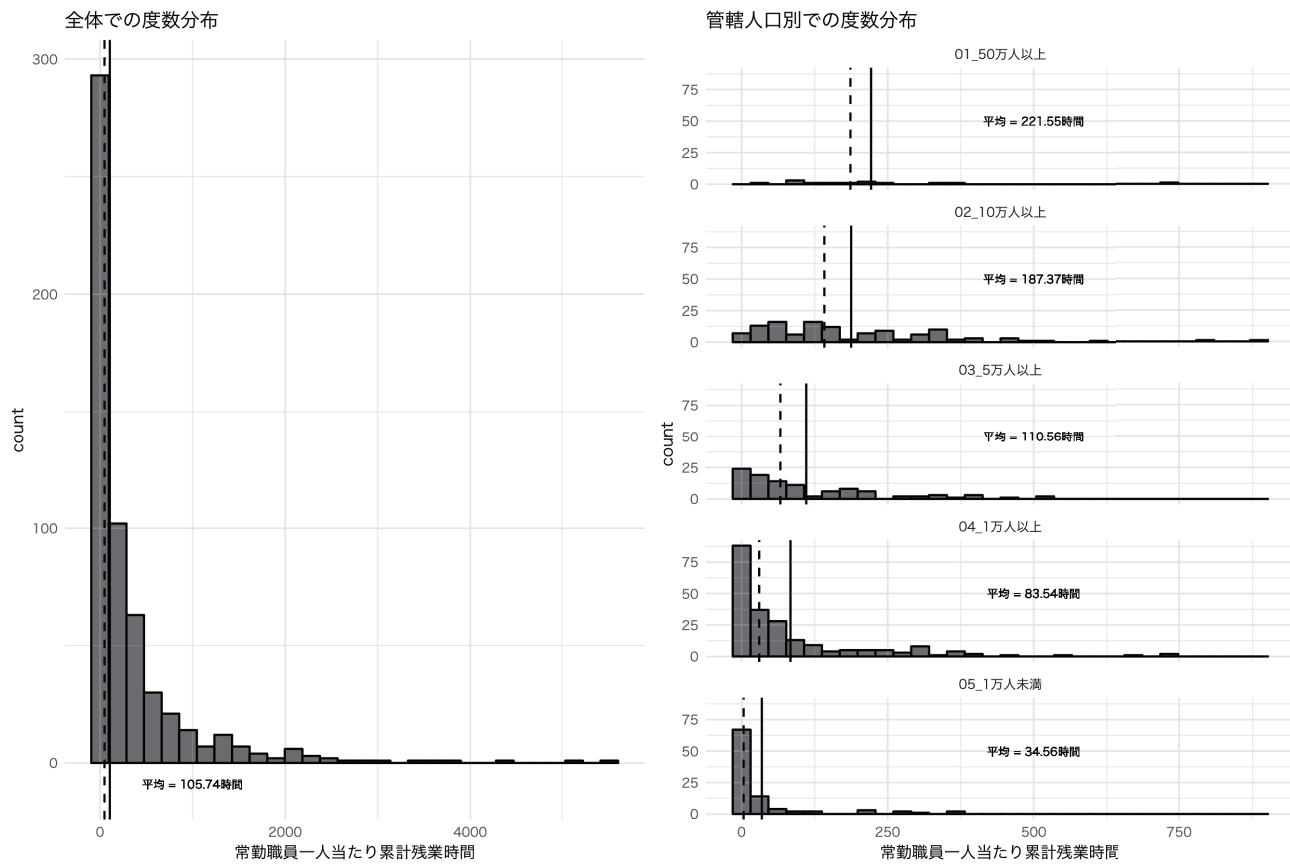 全体での度数分布
300
200
100
0
count
平均 = 105.74時間
0 2000 4000
常勤職員一人当たり累計残業時間
管轄人口別での度数分布
count
01_50万人以上
75
50
25
0
平均 = 221.55時間
02_10万人以上
75
50
25
0
平均 = 187.37時間
03_5万人以上
75
50
25
0
平均 = 110.56時間
04_1万人以上
75
50
25
0
平均 = 83.54時間
05_1万人未満
75
50
25
0
平均 = 34.56時間
0 250 500 750
常勤職員一人当たり累計残業時間